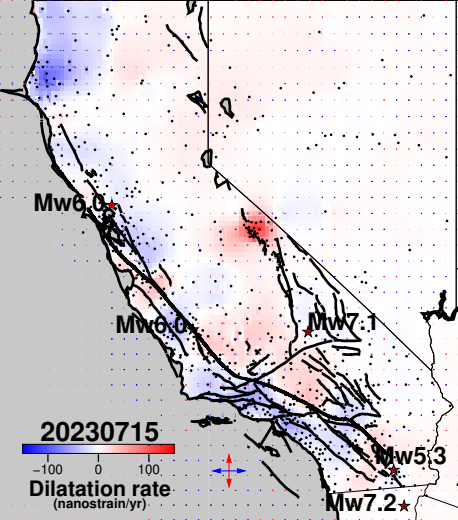 Mw6.0
Mw6.0
Mw7.1
20230715
−100 0 100
Dilatation rate
(nanostrain/yr)
Mw5.3
Mw7.2